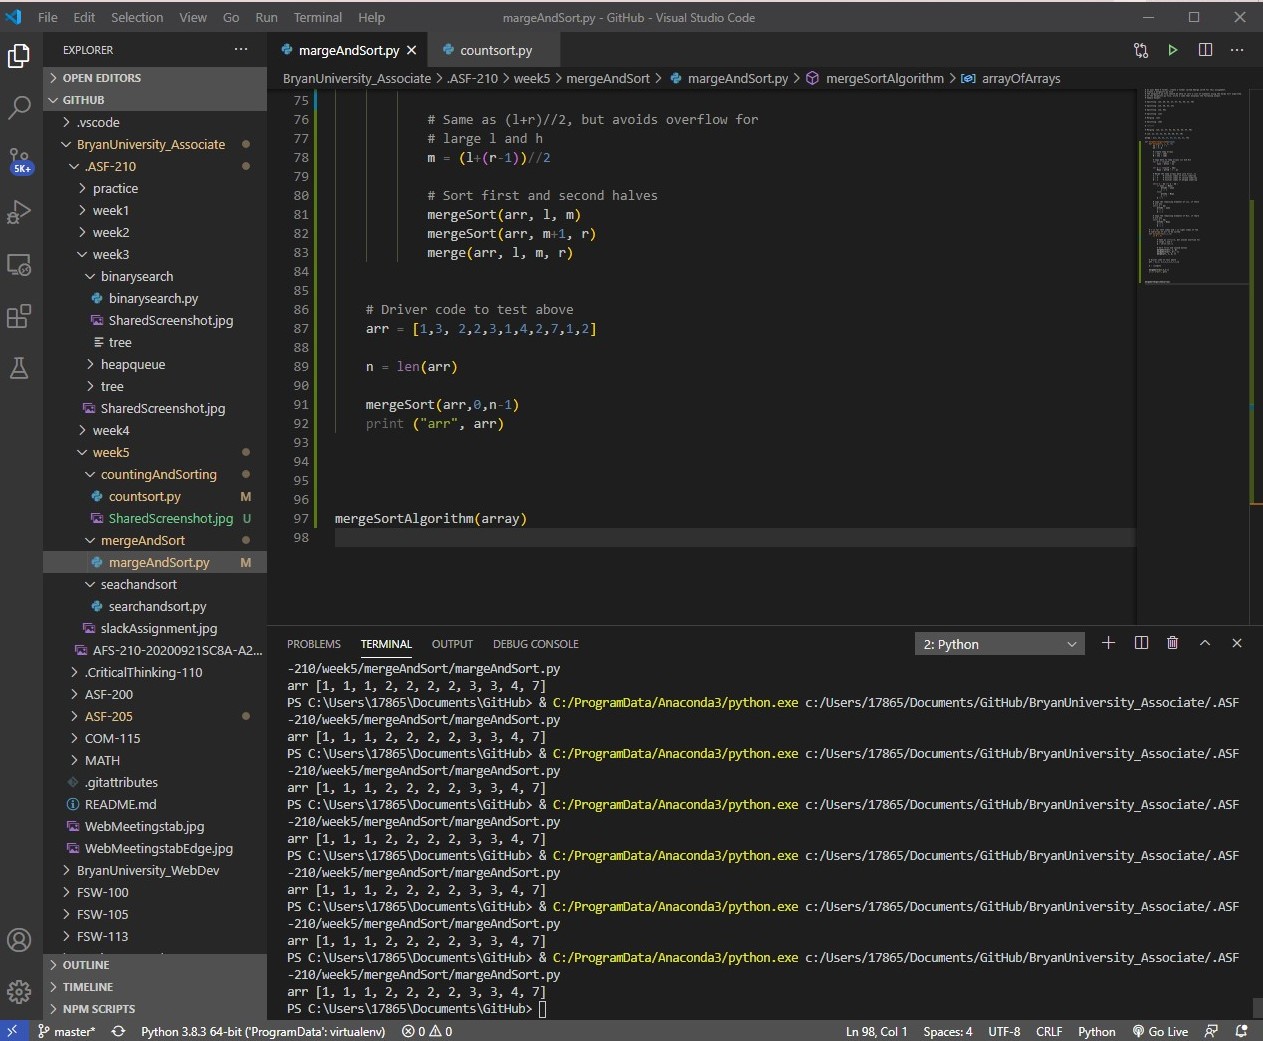 File Edit Selection View Go Run Terminal Help
margeAndSort.py - GitHub - Visual Studio Code
EXPLORER
OPEN EDITORS
GITHUB
.vscode
BryanUniversity_Associate
.ASF-210
practice
week1
week2
week3
binarysearch
binarysearch.py
SharedScreenshot.jpg
tree
heapqueue
tree
SharedScreenshot.jpg
week4
week5
countingAndSorting
countsort.py M
SharedScreenshot.jpg U
mergeAndSort
margeAndSort.py M
seachandsort
searchandsort.py
slackAssignment.jpg
AFS-210-20200921SC8A-A2...
.CriticalThinking-110
ASF-200
ASF-205
COM-115
MATH
.gitattributes
README.md
WebMeetingstab.jpg
WebMeetingstabEdge.jpg
BryanUniversity_WebDev
FSW-100
FSW-105
FSW-113
OUTLINE
TIMELINE
NPM SCRIPTS
5K+
margeAndSort.py countsort.py
BryanUniversity_Associate > .ASF-210 > week5 > mergeAndSort > margeAndSort.py > mergeSortAlgorithm > arrayOfArrays
75
76 # Same as (l+r)//2, but avoids overflow for
77 # large l and h
78 m = (l+(r-1))//2
79
80 # Sort first and second halves
81 mergeSort(arr, l, m)
82 mergeSort(arr, m+1, r)
83 merge(arr, l, m, r)
84
85
86 # Driver code to test above
87 arr = [1,3, 2,2,3,1,4,2,7,1,2]
88
89 n = len(arr)
90
91 mergeSort(arr,0,n-1)
92 print ("arr", arr)
93
94
95
96
97 mergeSortAlgorithm(array)
98
PROBLEMS TERMINAL OUTPUT DEBUG CONSOLE
2: Python
-210/week5/mergeAndSort/margeAndSort.py
arr [1, 1, 1, 2, 2, 2, 2, 3, 3, 4, 7]
PS C:\Users\17865\Documents\GitHub> & C:/ProgramData/Anaconda3/python.exe c:/Users/17865/Documents/GitHub/BryanUniversity_Associate/.ASF
-210/week5/mergeAndSort/margeAndSort.py
arr [1, 1, 1, 2, 2, 2, 2, 3, 3, 4, 7]
PS C:\Users\17865\Documents\GitHub> & C:/ProgramData/Anaconda3/python.exe c:/Users/17865/Documents/GitHub/BryanUniversity_Associate/.ASF
-210/week5/mergeAndSort/margeAndSort.py
arr [1, 1, 1, 2, 2, 2, 2, 3, 3, 4, 7]
PS C:\Users\17865\Documents\GitHub> & C:/ProgramData/Anaconda3/python.exe c:/Users/17865/Documents/GitHub/BryanUniversity_Associate/.ASF
-210/week5/mergeAndSort/margeAndSort.py
arr [1, 1, 1, 2, 2, 2, 2, 3, 3, 4, 7]
PS C:\Users\17865\Documents\GitHub> & C:/ProgramData/Anaconda3/python.exe c:/Users/17865/Documents/GitHub/BryanUniversity_Associate/.ASF
-210/week5/mergeAndSort/margeAndSort.py
arr [1, 1, 1, 2, 2, 2, 2, 3, 3, 4, 7]
PS C:\Users\17865\Documents\GitHub> & C:/ProgramData/Anaconda3/python.exe c:/Users/17865/Documents/GitHub/BryanUniversity_Associate/.ASF
-210/week5/mergeAndSort/margeAndSort.py
arr [1, 1, 1, 2, 2, 2, 2, 3, 3, 4, 7]
PS C:\Users\17865\Documents\GitHub> & C:/ProgramData/Anaconda3/python.exe c:/Users/17865/Documents/GitHub/BryanUniversity_Associate/.ASF
-210/week5/mergeAndSort/margeAndSort.py
arr [1, 1, 1, 2, 2, 2, 2, 3, 3, 4, 7]
PS C:\Users\17865\Documents\GitHub>
master* Python 3.8.3 64-bit ('ProgramData': virtualenv) 0 0 Ln 98, Col 1 Spaces: 4 UTF-8 CRLF Python Go Live